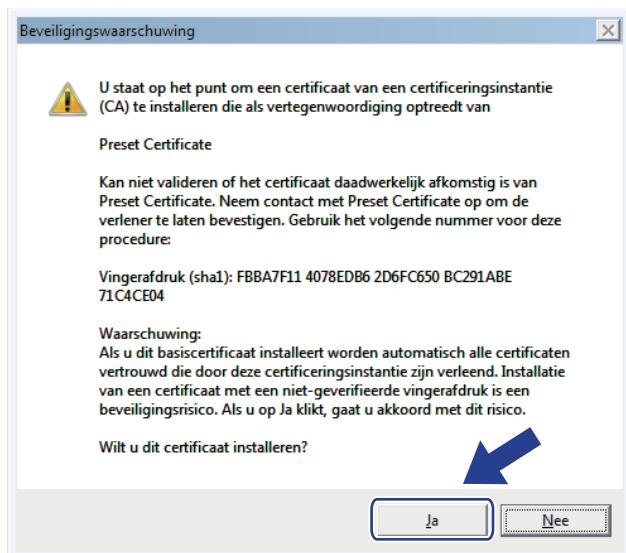 Beveiligingswaarschuwing
U staat op het punt om een certificaat van een certificeringsinstantie
(CA) te installeren die als vertegenwoordiging optreedt van
Preset Certificate
Kan niet valideren of het certificaat daadwerkelijk afkomstig is van
Preset Certificate. Neem contact met Preset Certificate op om de
verlener te laten bevestigen. Gebruik het volgende nummer voor deze
procedure:
Vingerafdruk (sha1): FBBA7F11 4078EDB6 2D6FC650 BC291ABE
71C4CE04
Waarschuwing:
Als u dit basiscertificaat installeert worden automatisch alle certificaten
vertrouwd die door deze certificeringsinstantie zijn verleend. Installatie
van een certificaat met een niet-geverifieerde vingerafdruk is een
beveiligingsrisico. Als u op Ja klikt, gaat u akkoord met dit risico.
Wilt u dit certificaat installeren?
Ja Nee